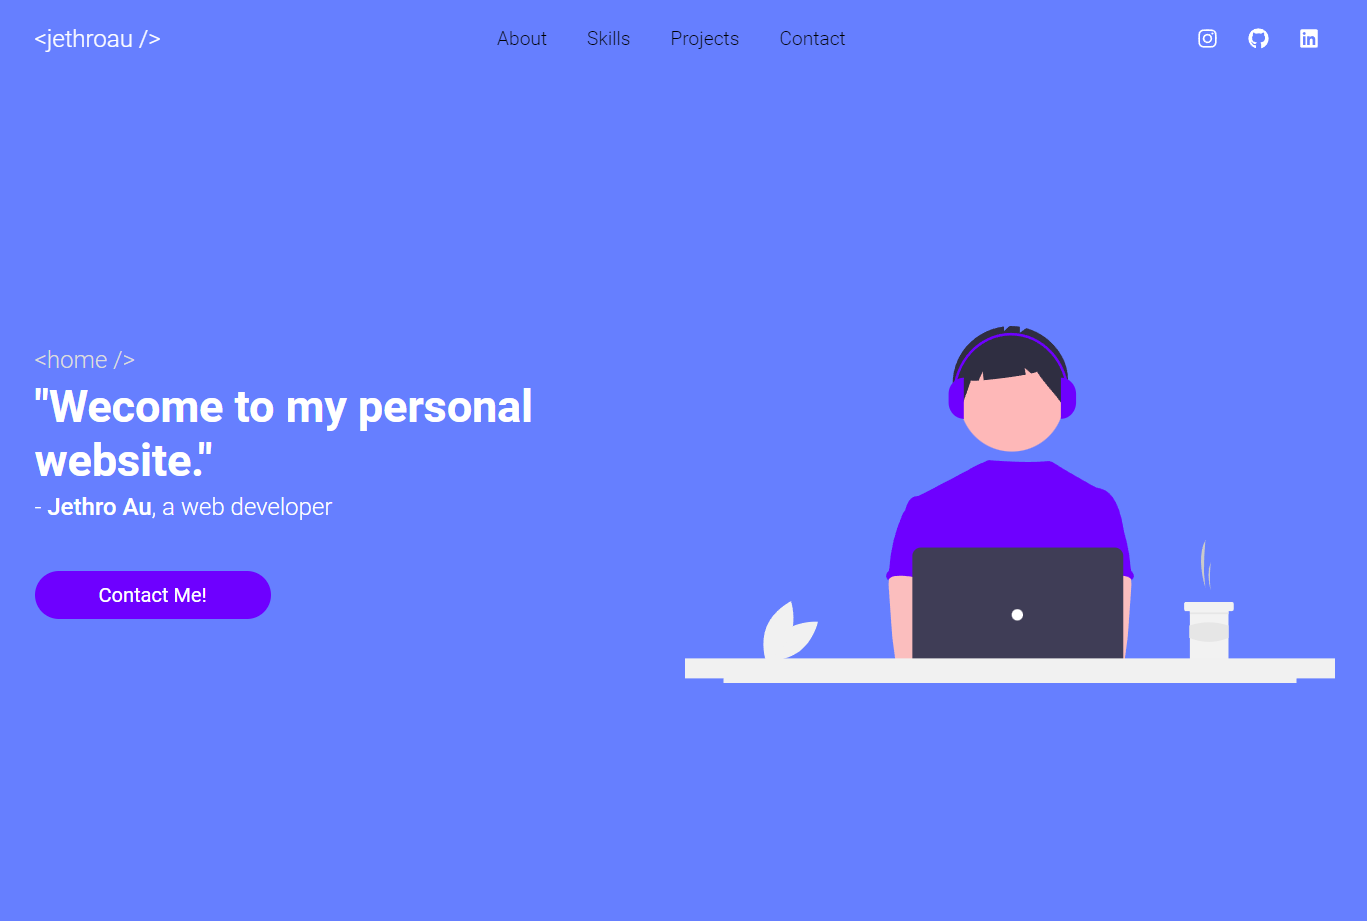 <jethroau />
About Skills Projects Contact
<home />
"Wecome to my personal
website."
- Jethro Au, a web developer
Contact Me!